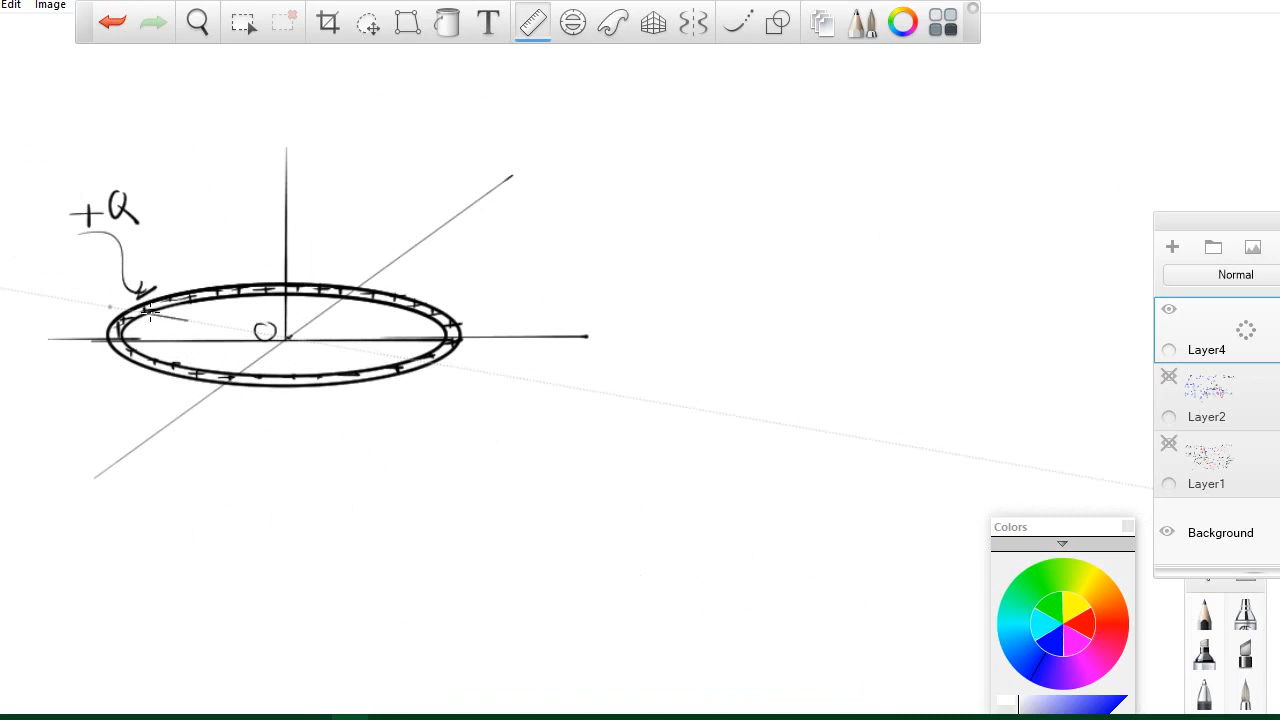 Edit Image
T
+Q
O
Colors
Normal
Layer4
Layer2
Layer1
Background